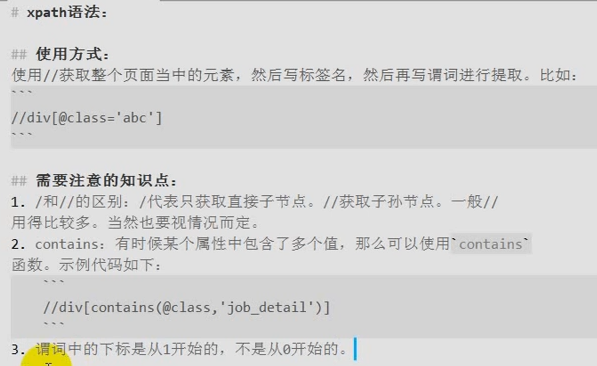 # xpath语法：
## 使用方式：
使用//获取整个页面当中的元素，然后写标签名，然后再写谓词进行提取。比如：
```
//div[@class='abc']
```
## 需要注意的知识点：
1. /和//的区别：/代表只获取直接子节点。//获取子孙节点。一般//
用得比较多。当然也要视情况而定。
2. contains：有时候某个属性中包含了多个值，那么可以使用`contains`
函数。示例代码如下：
```
//div[contains(@class,'job_detail')]
```
3. 谓词中的下标是从1开始的，不是从0开始的。